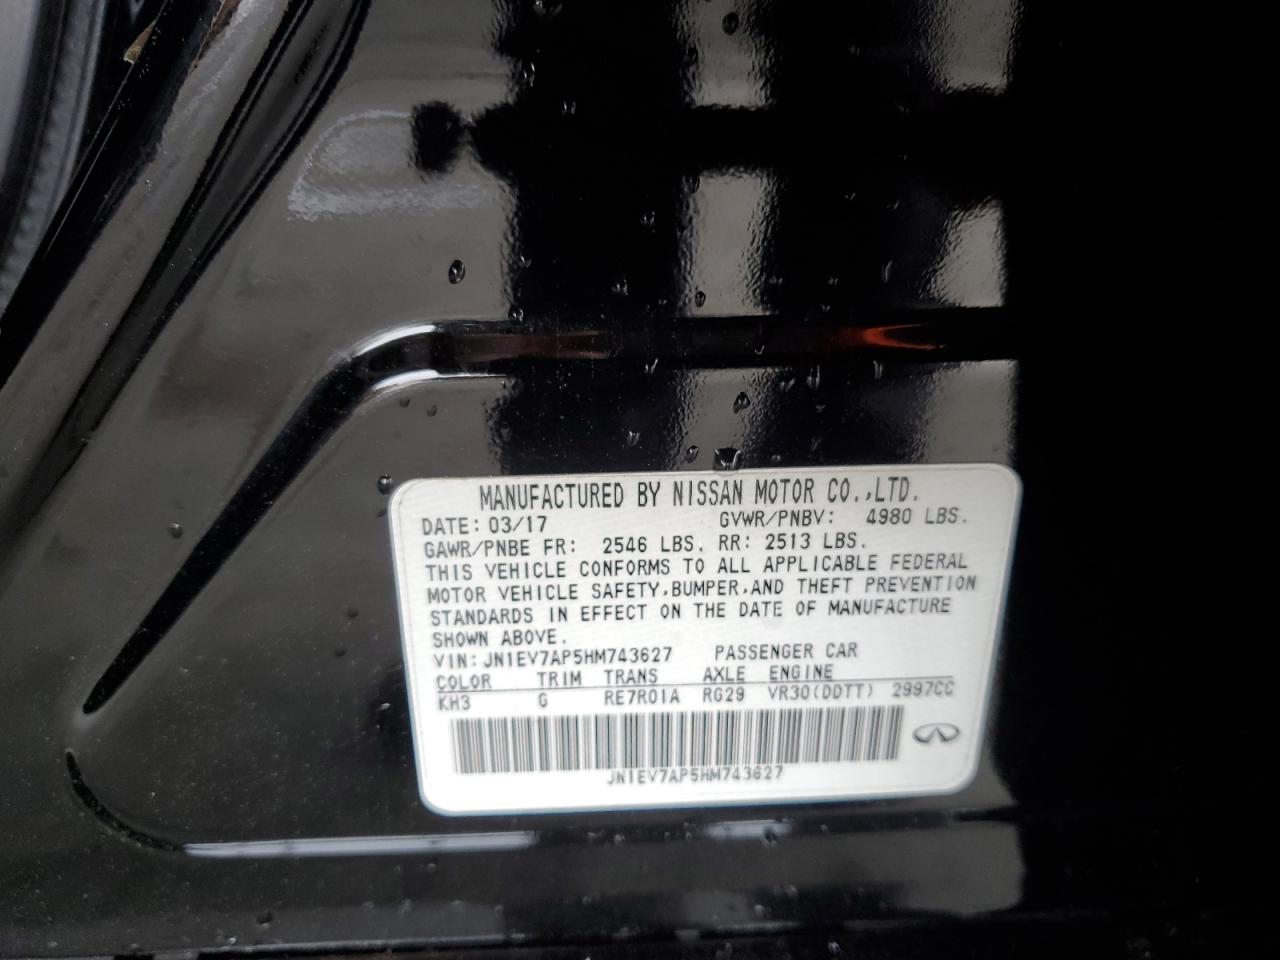 MANUFACTURED BY NISSAN MOTOR CO.,LTD.
DATE: 03/17 GVWR/PNBV: 4980 LBS.
GAWR/PNBE FR: 2546 LBS. RR: 2513 LBS.
THIS VEHICLE CONFORMS TO ALL APPLICABLE FEDERAL
MOTOR VEHICLE SAFETY,BUMPER,AND THEFT PREVENTION
STANDARDS IN EFFECT ON THE DATE OF MANUFACTURE
SHOWN ABOVE.
VIN: JN1EV7AP5HM743627 PASSENGER CAR
COLOR TRIM TRANS AXLE ENGINE
KH3 G RE7R01A RG29 VR30(DDTT) 2997CC
JN1EV7AP5HM743627